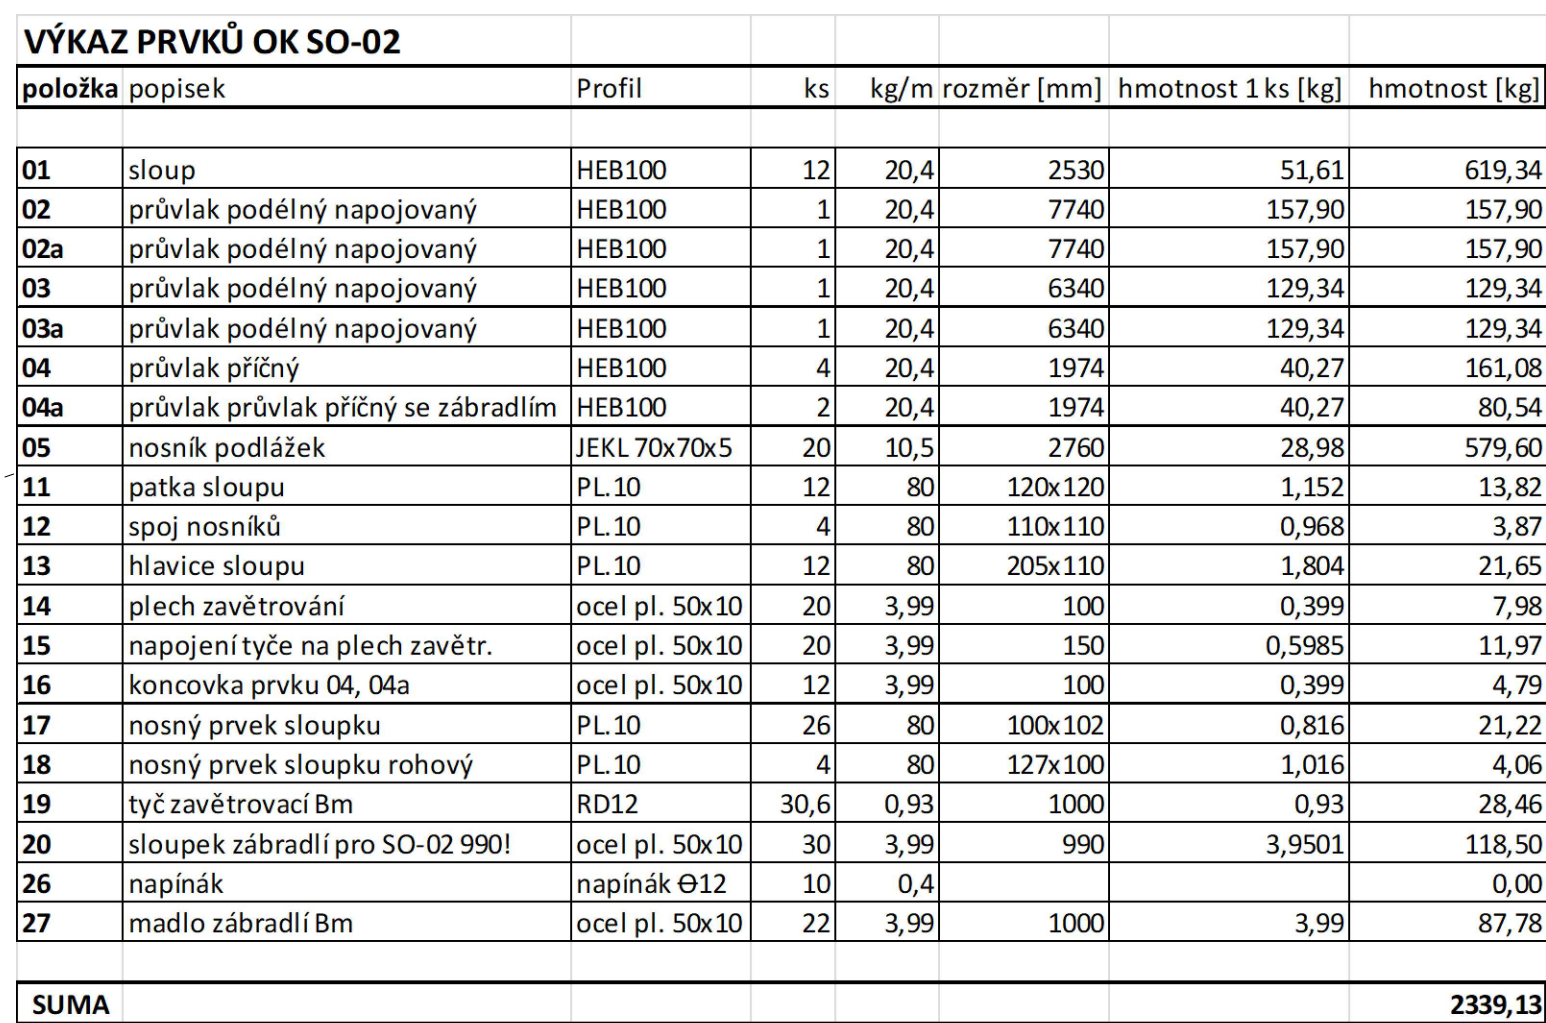 VÝKAZ PRVKŮ OK SO-02
položka popisek Profil ks kg/m rozměr [mm] hmotnost 1 ks [kg] hmotnost [kg]
01 sloup HEB100 12 20,4 2530 51,61 619,34
02 průvlak podélný napojovaný HEB100 1 20,4 7740 157,90 157,90
02a průvlak podélný napojovaný HEB100 1 20,4 7740 157,90 157,90
03 průvlak podélný napojovaný HEB100 1 20,4 6340 129,34 129,34
03a průvlak podélný napojovaný HEB100 1 20,4 6340 129,34 129,34
04 průvlak příčný HEB100 4 20,4 1974 40,27 161,08
04a průvlak průvlak příčný se zábradlím HEB100 2 20,4 1974 40,27 80,54
05 nosník podlážek JEKL 70x70x5 20 10,5 2760 28,98 579,60
11 patka sloupu PL.10 12 80 120x120 1,152 13,82
12 spoj nosníků PL.10 4 80 110x110 0,968 3,87
13 hlavice sloupu PL.10 12 80 205x110 1,804 21,65
14 plech zavětrování ocel pl. 50x10 20 3,99 100 0,399 7,98
15 napojení tyče na plech zavětr. ocel pl. 50x10 20 3,99 150 0,5985 11,97
16 koncovka prvku 04, 04a ocel pl. 50x10 12 3,99 100 0,399 4,79
17 nosný prvek sloupku PL.10 26 80 100x102 0,816 21,22
18 nosný prvek sloupku rohový PL.10 4 80 127x100 1,016 4,06
19 tyč zavětrovací Bm RD12 30,6 0,93 1000 0,93 28,46
20 sloupek zábradlí pro SO-02 990! ocel pl. 50x10 30 3,99 990 3,9501 118,50
26 napínák napínák Ɵ12 10 0,4 0,00
27 madlo zábradlí Bm ocel pl. 50x10 22 3,99 1000 3,99 87,78
SUMA 2339,13